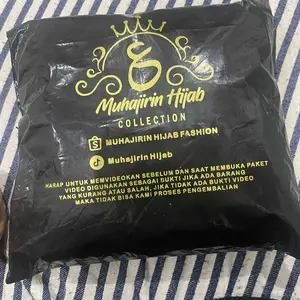 Muhajirin Hijab
COLLECTION
MUHAJIRIN HIJAB FASHION
Muhajirin Hijab
HARAP UNTUK MEMVIDEOKAN SEBELUM DAN SAAT MEMBUKA PAKET
VIDEO DIGUNAKAN SEBAGAI BUKTI JIKA ADA BARANG
YANG KURANG ATAU SALAH, JIKA TIDAK ADA BUKTI VIDEO
MAKA TIDAK BISA KAMI PROSES PENGEMBALIAN